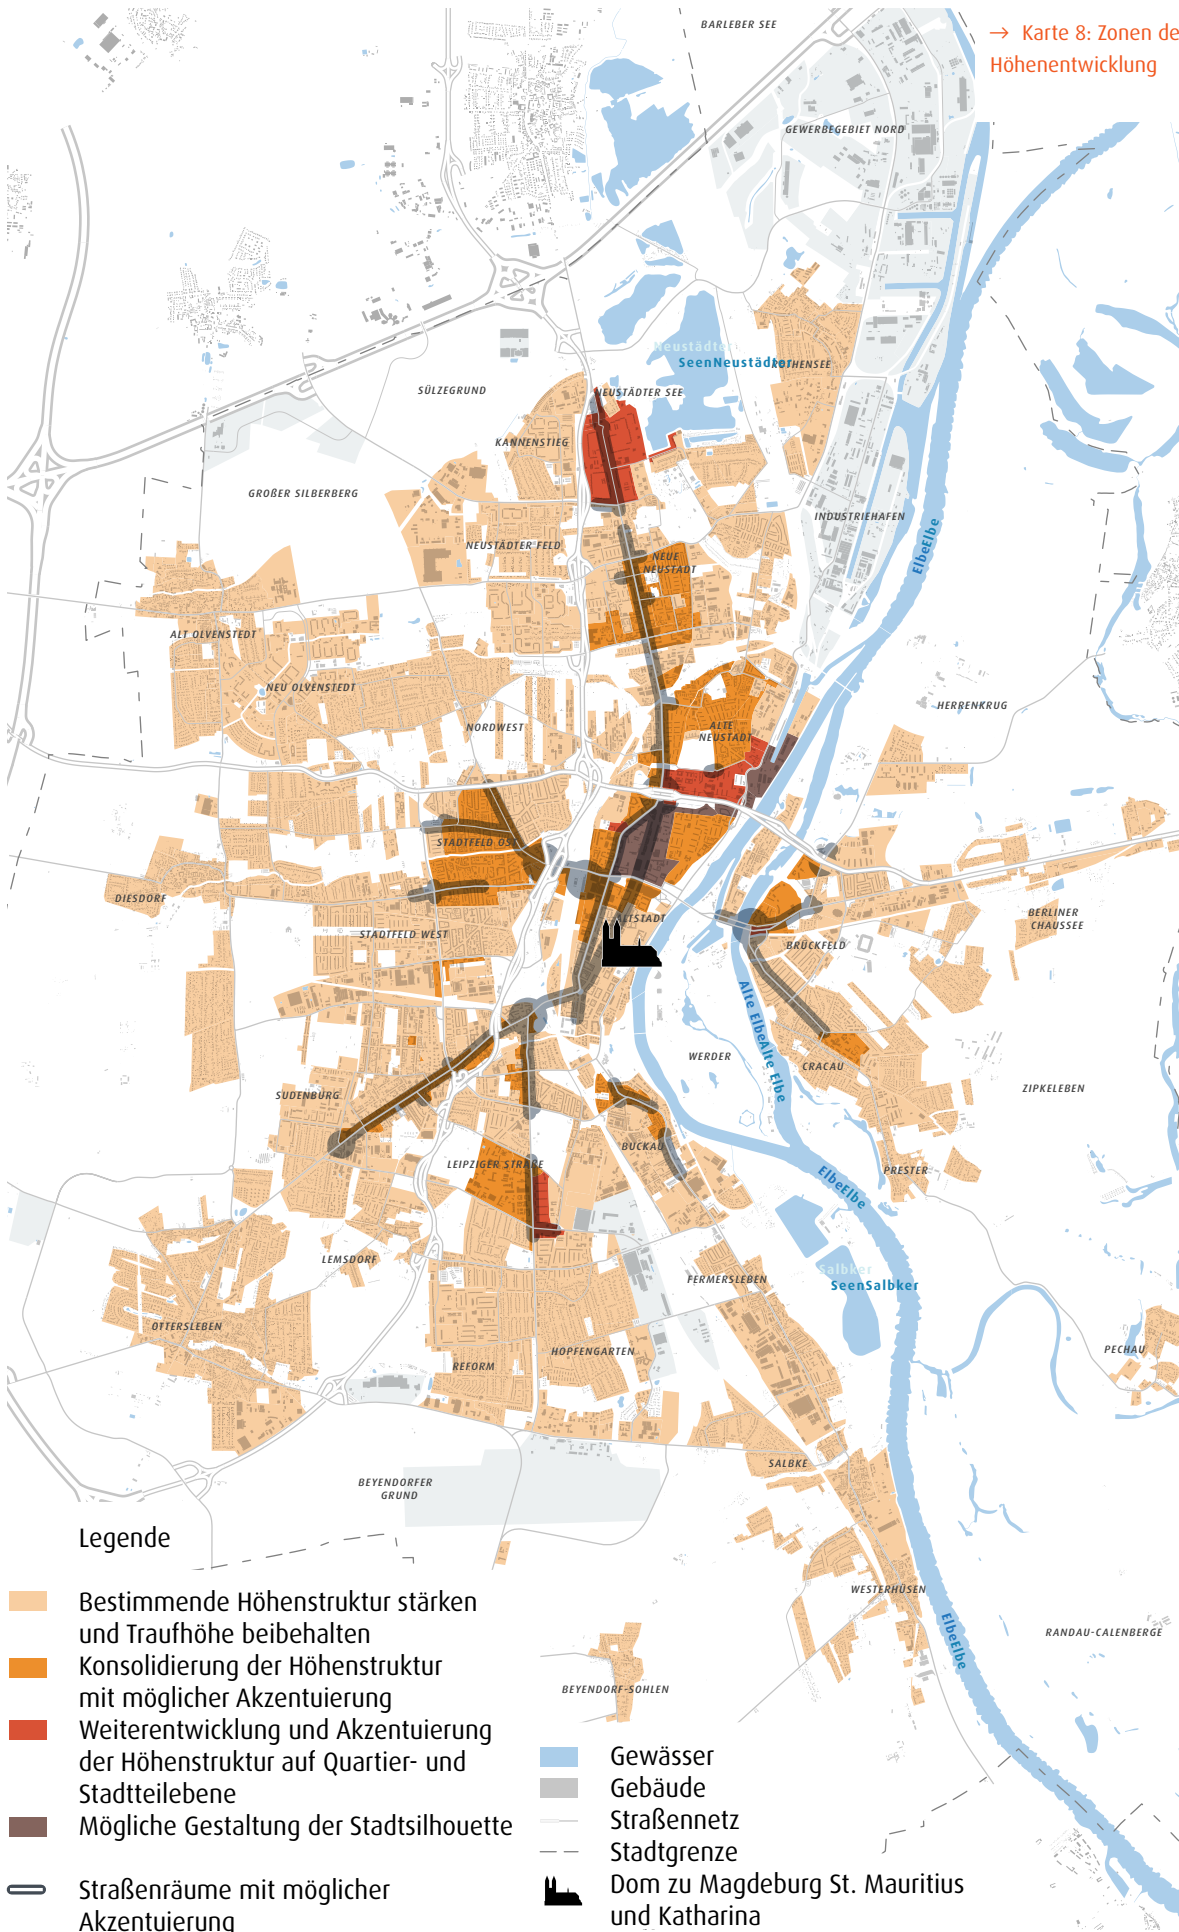 → Karte 8: Zonen de
Höhenentwicklung
BARLEBER SEE
GEWERBEGEBIET NORD
Neustädter
SeenNeustädter
ROTHENSEE
SÜLZEGRUND
NEUSTÄDTER SEE
KANNENSTIEG
GROßER SILBERBERG
INDUSTRIEHAFEN
ElbeElbe
NEUSTÄDTER FELD
NEUE
NEUSTADT
ALT OLVENSTEDT
NEU OLVENSTEDT
HERRENKRUG
NORDWEST
ALTE
NEUSTADT
STADTFELD OST
DIESDORF
ALTSTADT
BERLINER
CHAUSSEE
STADTFELD WEST
BRÜCKFELD
Alte ElbeAlte Elbe
WERDER
CRACAU
ZIPKELEBEN
SUDENBURG
BUCKAU
LEIPZIGER STRAßE
PRESTER
ElbeElbe
LEMSDORF
Salbker
SeenSalbker
FERMERSLEBEN
OTTERSLEBEN
HOPFENGARTEN
PECHAU
REFORM
SALBKE
BEYENDORFER
GRUND
WESTERHÜSEN
ElbeElbe
RANDAU-CALENBERGE
BEYENDORF-SOHLEN
Legende
Bestimmende Höhenstruktur stärken
und Traufhöhe beibehalten
Konsolidierung der Höhenstruktur
mit möglicher Akzentuierung
Weiterentwicklung und Akzentuierung
der Höhenstruktur auf Quartier- und
Stadtteilebene
Mögliche Gestaltung der Stadtsilhouette
Straßenräume mit möglicher
Akzentuierung
Gewässer
Gebäude
Straßennetz
Stadtgrenze
Dom zu Magdeburg St. Mauritius
und Katharina